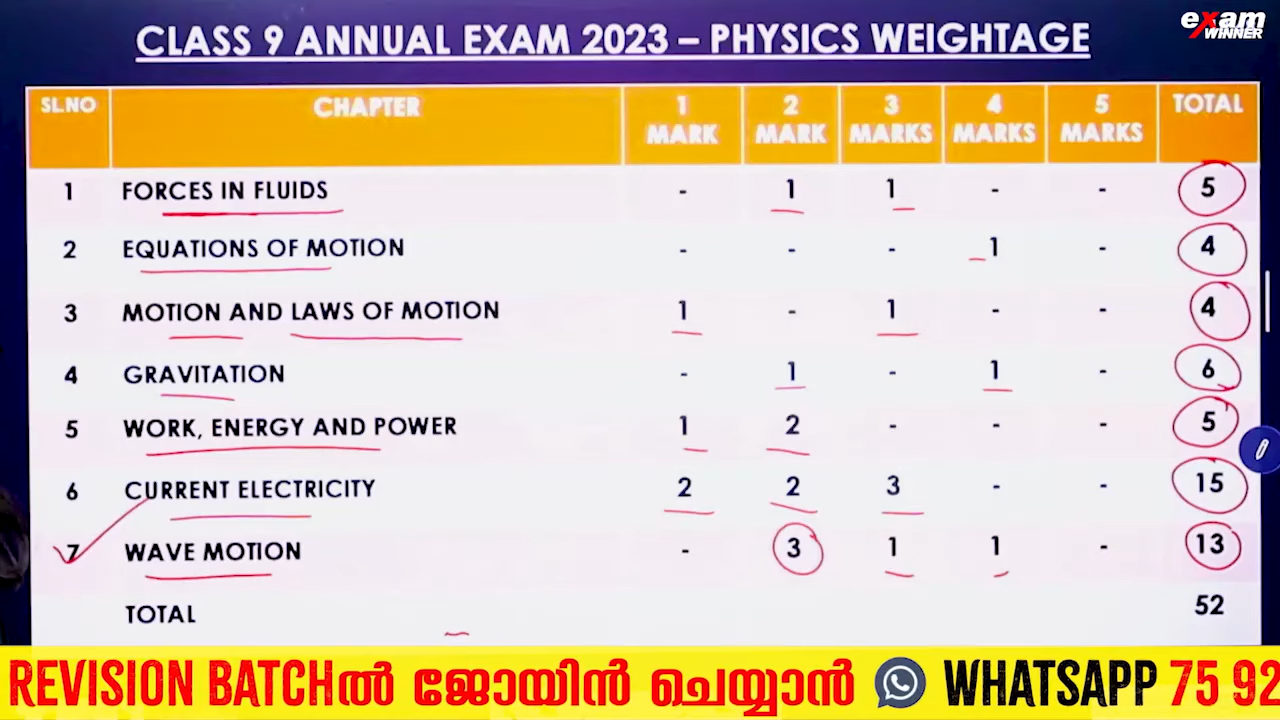 exam WINNER
CLASS 9 ANNUAL EXAM 2023 – PHYSICS WEIGHTAGE
SL.NO CHAPTER 1 MARK 2 MARK 3 MARKS 4 MARKS 5 MARKS TOTAL
1 FORCES IN FLUIDS - 1 1 - - 5
2 EQUATIONS OF MOTION - - - 1 - 4
3 MOTION AND LAWS OF MOTION 1 - 1 - - 4
4 GRAVITATION - 1 - 1 - 6
5 WORK, ENERGY AND POWER 1 2 - - - 5
6 CURRENT ELECTRICITY 2 2 3 - - 15
7 WAVE MOTION - 3 1 1 - 13
TOTAL 52
REVISION BATCHൽ ജോയിൻ ചെയ്യാൻ WHATSAPP 75 92